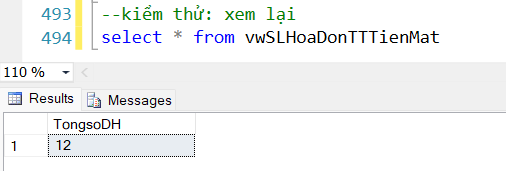 493 --kiểm thử: xem lại
494 select * from vwSLHoaDonTTTienMat
110 %
Results Messages
TongsoDH
1 12